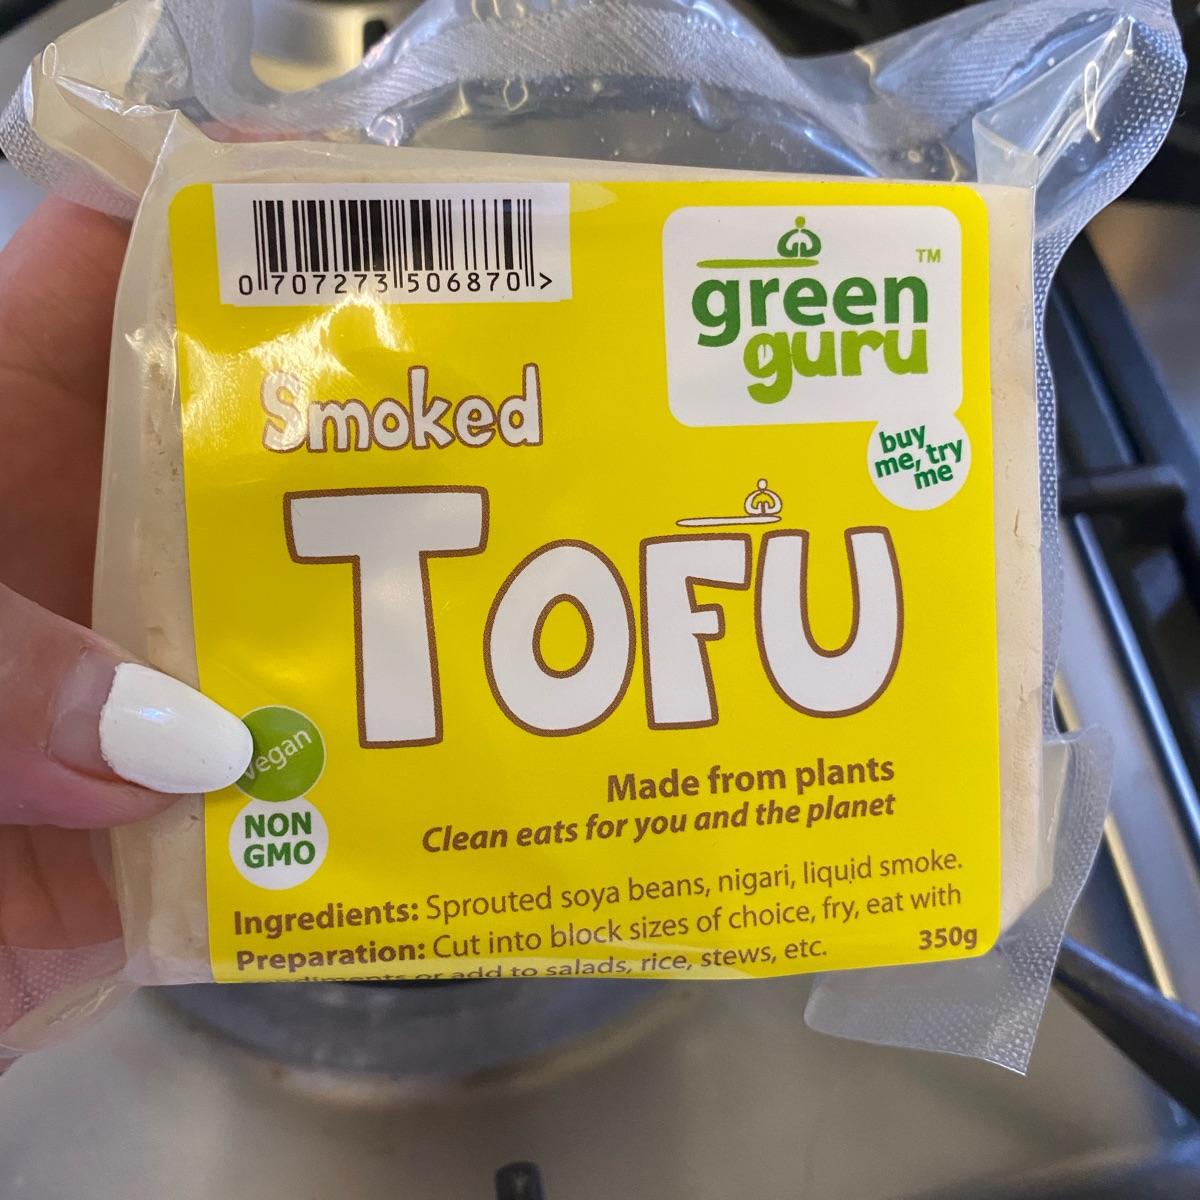 0 707273 506870 >
green
guru
TM
buy
me, try
me
Smoked
TOFU
vegan
NON
GMO
Made from plants
Clean eats for you and the planet
Ingredients: Sprouted soya beans, nigari, liquid smoke.
Preparation: Cut into block sizes of choice, fry, eat with
condiments or add to salads, rice, stews, etc.
350g